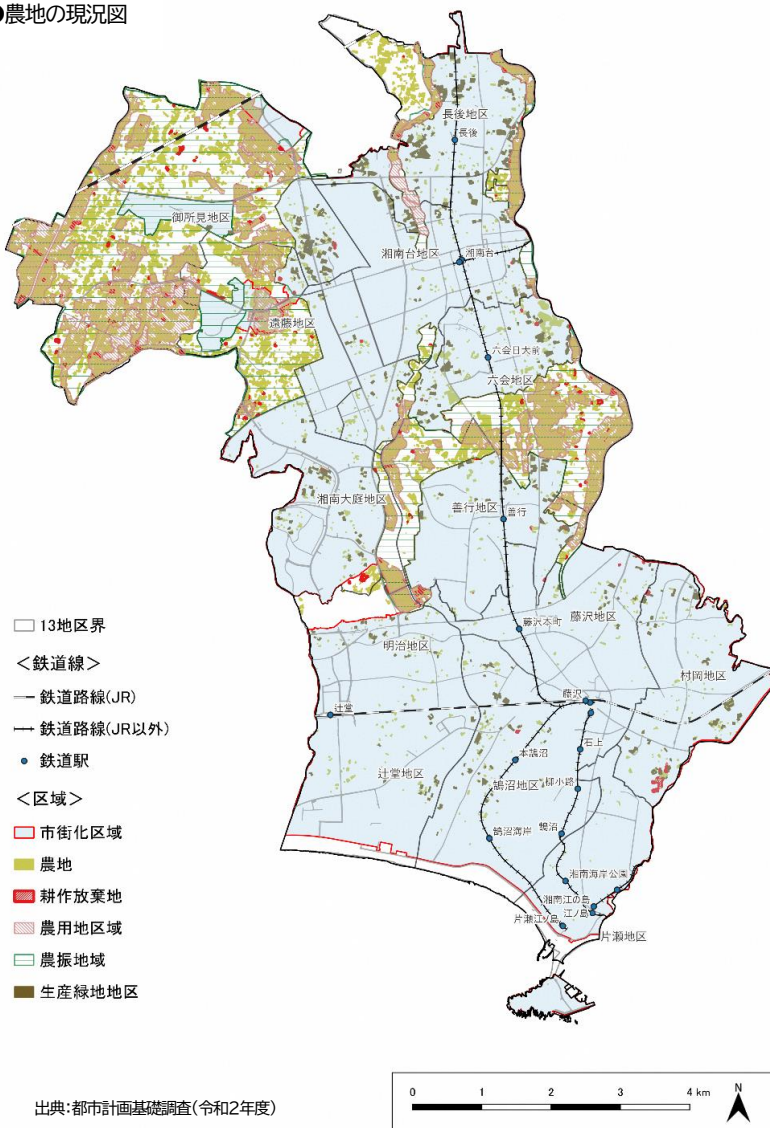 ●農地の現況図
長後地区
長後
御所見地区
湘南台地区
湘南台
遠藤地区
六会日大前
六会地区
湘南大庭地区
善行地区
善行
藤沢本町
藤沢地区
明治地区
村岡地区
藤沢
辻堂
石上
本鵠沼
辻堂地区
鵠沼地区
柳小路
鵠沼
鵠沼海岸
湘南海岸公園
湘南江の島
江ノ島
片瀬江ノ島
片瀬地区
13地区界
<鉄道線>
鉄道路線(JR)
鉄道路線(JR以外)
鉄道駅
<区域>
市街化区域
農地
耕作放棄地
農用地区域
農振地域
生産緑地地区
出典:都市計画基礎調査(令和2年度)
0 1 2 3 4 km
N